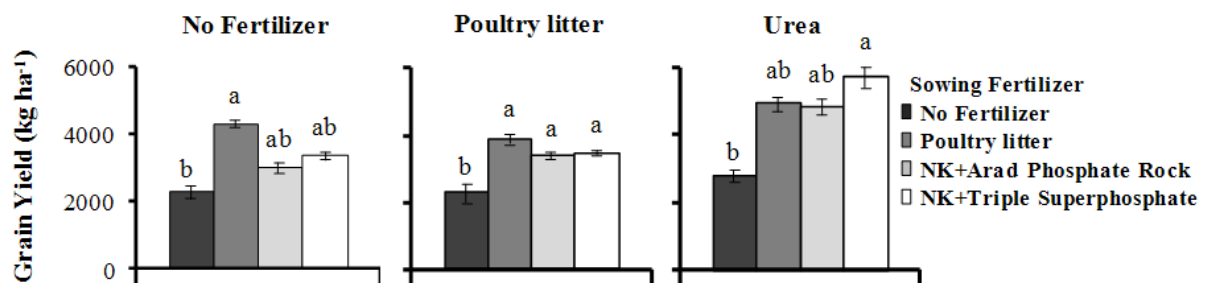 No Fertilizer
Poultry litter
Urea
Grain Yield (kg ha⁻¹)
6000
4000
2000
0
b
a
ab
ab
b
a
a
a
b
ab
ab
a
Sowing Fertilizer
No Fertilizer
Poultry litter
NK+Arad Phosphate Rock
NK+Triple Superphosphate